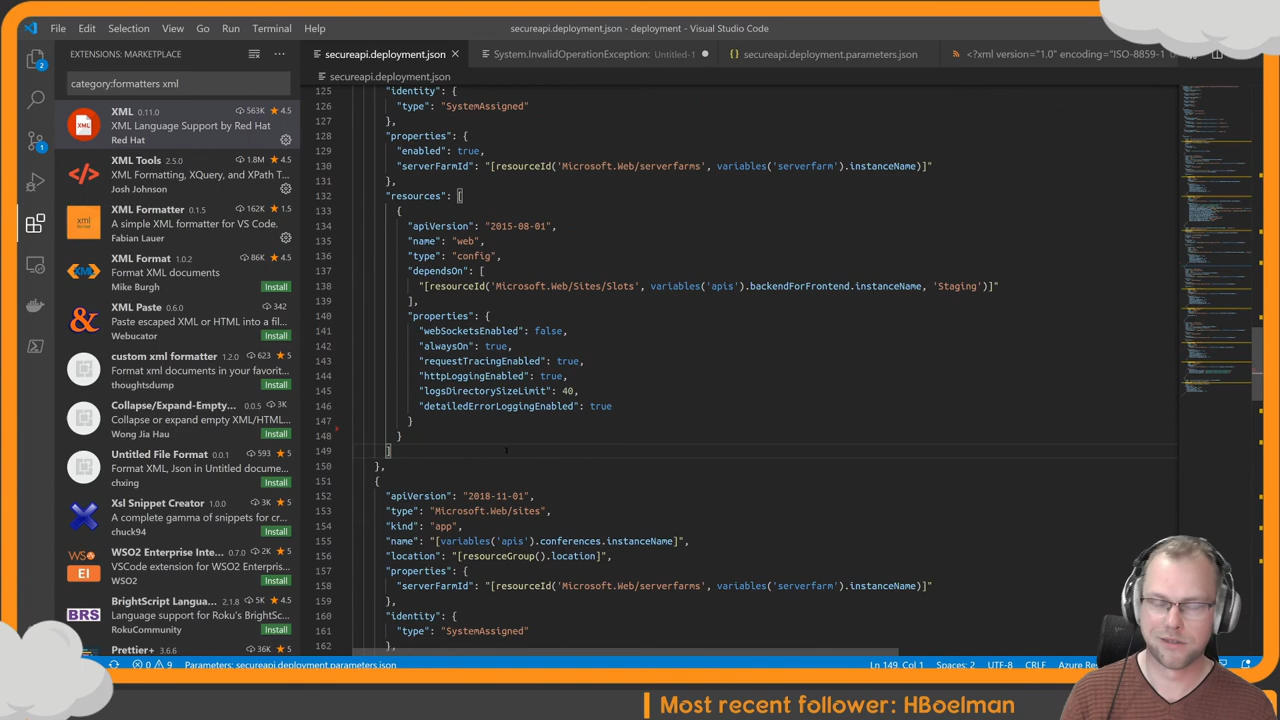 File Edit Selection View Go Run Terminal Help
secureapi.deployment.json - deployment - Visual Studio Code
EXTENSIONS: MARKETPLACE
category:formatters xml
XML 0.11.0 563K 4.5
XML Language Support by Red Hat
Red Hat
XML Tools 2.5.0 1.8M 4.5
XML Formatting, XQuery, and XPath T...
Josh Johnson
XML Formatter 0.1.5 162K 1.5
A simple XML formatter for VS Code.
Fabian Lauer
XML Format 1.0.2 86K 4.5
Format XML documents
Mike Burgh Install
XML Paste 0.6.0 342
Paste escaped XML or HTML into a fil...
Webucator Install
custom xml formatter 1.2.0 623 5
Format xml documents in your favorit...
thoughtsdump Install
Collapse/Expand-Empty... 0.0.5 3K
Collapse or expand empty XML/HTML...
Wong Jia Hau Install
Untitled File Format 0.0.1 593 5
Format XML, Json in Untitled docume...
chxing Install
Xsl Snippet Creator 1.0.0 3K 5
A complete gamma of snippets for cr...
chuck94 Install
WSO2 Enterprise Inte... 0.7.0 2K 5
VSCode extension for WSO2 Enterpri...
WSO2 Install
BrightScript Langua... 2.1.8 5K 4.5
Language support for Roku's BrightSc...
RokuCommunity Install
Prettier+ 3.6.6 36K 5
secureapi.deployment.json System.InvalidOperationException: Untitled-1 secureapi.deployment.parameters.json <?xml version="1.0" encoding="ISO-8859-1
secureapi.deployment.json
125 "identity": {
126 "type": "SystemAssigned"
127 },
128 "properties": {
129 "enabled": true,
130 "serverFarmId": "[resourceId('Microsoft.Web/serverfarms', variables('serverfarm').instanceName)]"
131 },
132 "resources": [
133 {
134 "apiVersion": "2015-08-01",
135 "name": "web",
136 "type": "config",
137 "dependsOn": [
138 "[resourceId('Microsoft.Web/Sites/Slots', variables('apis').backendForFrontend.instanceName, 'Staging')]"
139 ],
140 "properties": {
141 "webSocketsEnabled": false,
142 "alwaysOn": true,
143 "requestTracingEnabled": true,
144 "httpLoggingEnabled": true,
145 "logsDirectorySizeLimit": 40,
146 "detailedErrorLoggingEnabled": true
147 }
148 }
149 ]
150 },
151 {
152 "apiVersion": "2018-11-01",
153 "type": "Microsoft.Web/sites",
154 "kind": "app",
155 "name": "[variables('apis').conferences.instanceName]",
156 "location": "[resourceGroup().location]",
157 "properties": {
158 "serverFarmId": "[resourceId('Microsoft.Web/serverfarms', variables('serverfarm').instanceName)]"
159 },
160 "identity": {
161 "type": "SystemAssigned"
162 },
0 9 Parameters: secureapi.deployment.parameters.json Ln 149, Col 1 Spaces: 2 UTF-8 CRLF Azure Res
Most recent follower: HBoelman